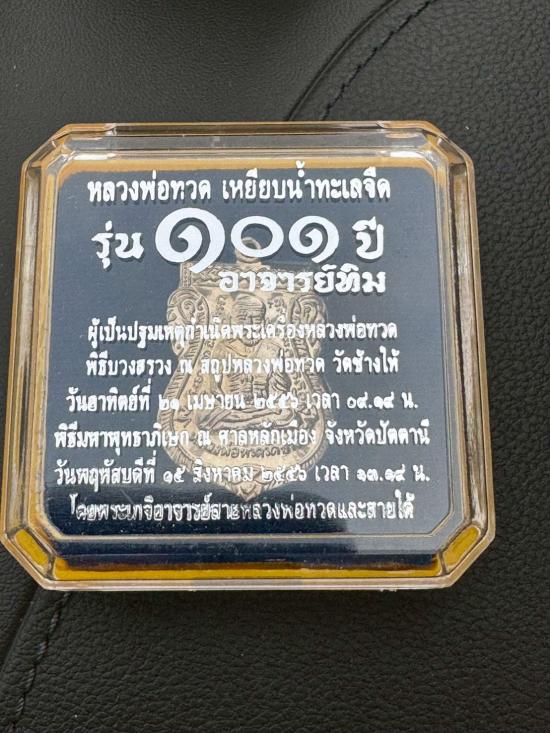 หลวงพ่อทวด เหยียบน้ำทะเลจืด
รุ่น ๑๐๑ ปี
อาจารย์ทิม
ผู้เป็นปฐมเหตุกำเนิดพระเครื่องหลวงพ่อทวด
พิธีบวงสรวง ณ สถูปหลวงพ่อทวด วัดช้างให้
วันอาทิตย์ที่ ๒๑ เมษายน ๒๕๕๖ เวลา ๐๙.๑๙ น.
พิธีมหาพุทธาภิเษก ณ ศาลหลักเมือง จังหวัดปัตตานี
วันพฤหัสบดีที่ ๑๕ สิงหาคม ๒๕๕๖ เวลา ๑๓.๑๙ น.
โดยพระเกจิอาจารย์สายหลวงพ่อทวดและสายใต้